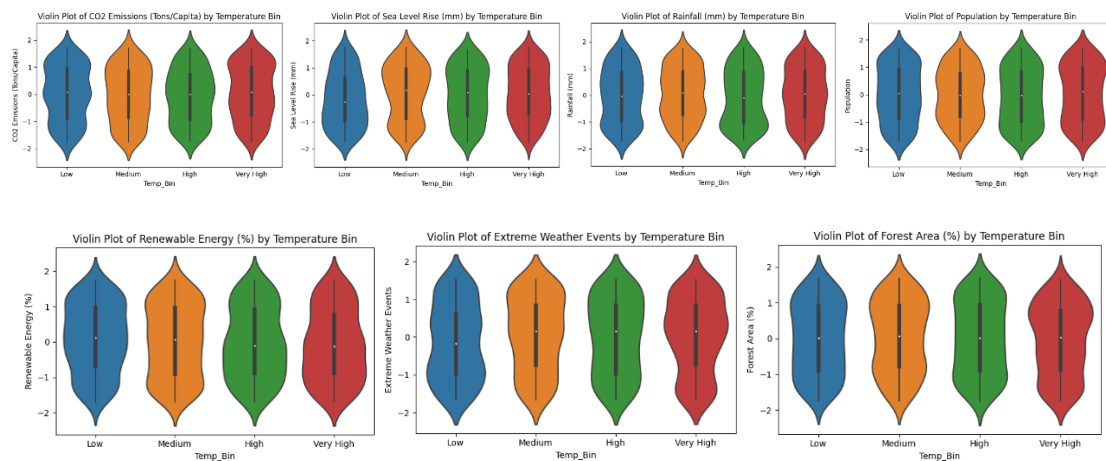 Violin Plot of CO2 Emissions (Tons/Capita) by Temperature Bin
CO2 Emissions (Tons/Capita)
2
1
0
−1
−2
Low Medium High Very High
Temp_Bin
Violin Plot of Sea Level Rise (mm) by Temperature Bin
Sea Level Rise (mm)
2
1
0
−1
−2
Low Medium High Very High
Temp_Bin
Violin Plot of Rainfall (mm) by Temperature Bin
Rainfall (mm)
2
1
0
−1
−2
Low Medium High Very High
Temp_Bin
Violin Plot of Population by Temperature Bin
Population
2
1
0
−1
−2
Low Medium High Very High
Temp_Bin
Violin Plot of Renewable Energy (%) by Temperature Bin
Renewable Energy (%)
2
1
0
−1
−2
Low Medium High Very High
Temp_Bin
Violin Plot of Extreme Weather Events by Temperature Bin
Extreme Weather Events
2
1
0
−1
−2
Low Medium High Very High
Temp_Bin
Violin Plot of Forest Area (%) by Temperature Bin
Forest Area (%)
2
1
0
−1
−2
Low Medium High Very High
Temp_Bin